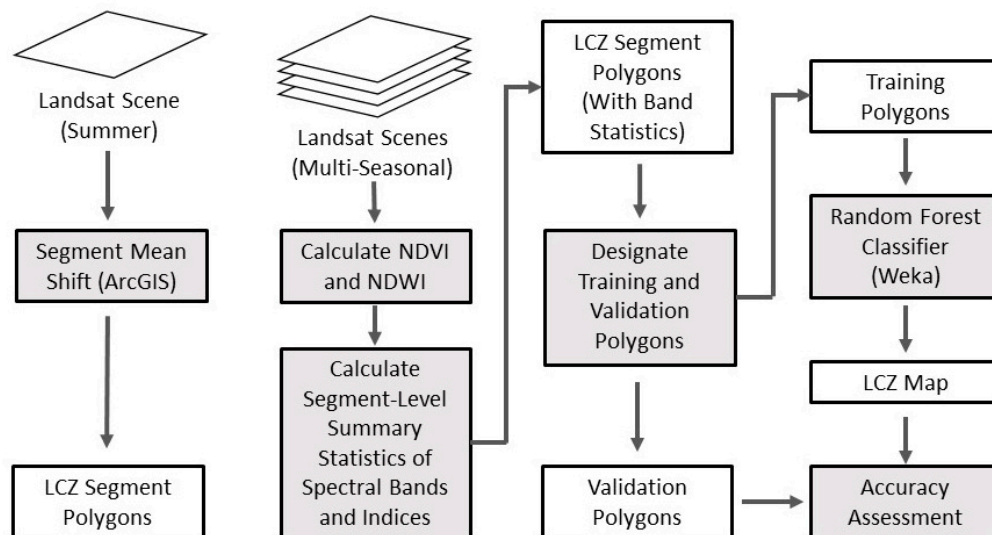 Landsat Scene
(Summer)
Segment Mean
Shift (ArcGIS)
LCZ Segment
Polygons
Landsat Scenes
(Multi-Seasonal)
Calculate NDVI
and NDWI
Calculate
Segment-Level
Summary
Statistics of
Spectral Bands
and Indices
LCZ Segment
Polygons
(With Band
Statistics)
Designate
Training and
Validation
Polygons
Validation
Polygons
Training
Polygons
Random Forest
Classifier
(Weka)
LCZ Map
Accuracy
Assessment